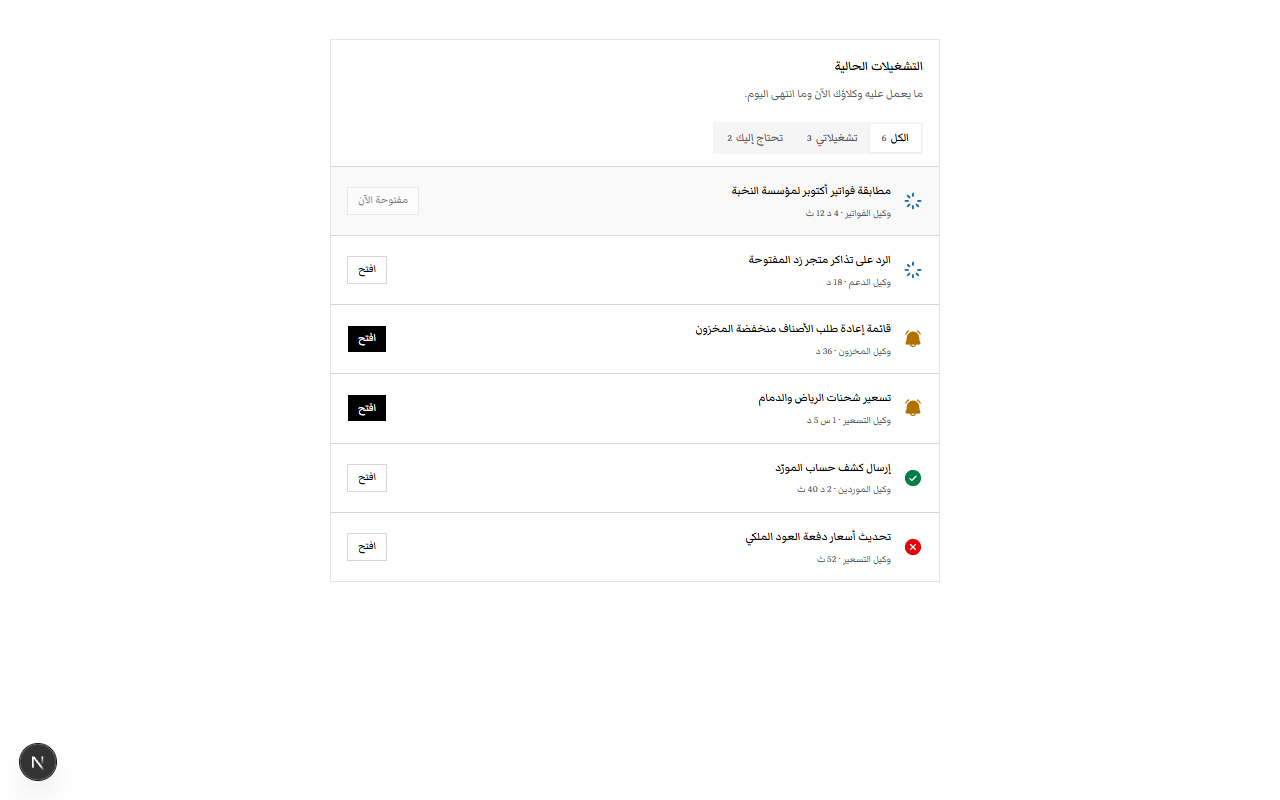 التشغيلات الحالية
ما يعمل عليه وكلاؤك الآن وما انتهى اليوم.
الكل 6 تشغيلاتي 3 تحتاج إليك 2
مطابقة فواتير أكتوبر لمؤسسة النخبة
وكيل الفواتير · 4 د 12 ث
مفتوحة الآن
الرد على تذاكر متجر زد المفتوحة
وكيل الدعم · 18 د
افتح
قائمة إعادة طلب الأصناف منخفضة المخزون
وكيل المخزون · 36 د
افتح
تسعير شحنات الرياض والدمام
وكيل التسعير · 1 س 5 د
افتح
إرسال كشف حساب المورّد
وكيل الموردين · 2 د 40 ث
افتح
تحديث أسعار دفعة العود الملكي
وكيل التسعير · 52 ث
افتح
N